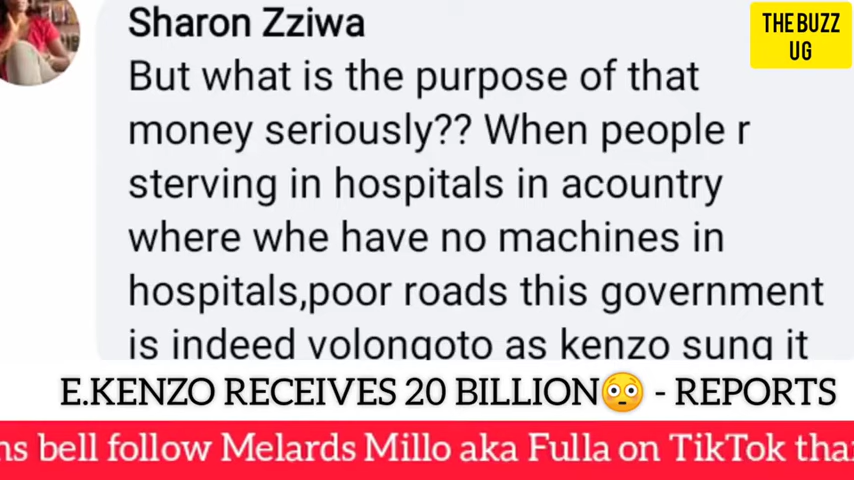 Sharon Zziwa
THE BUZZ
UG
But what is the purpose of that
money seriously?? When people r
sterving in hospitals in acountry
where whe have no machines in
hospitals,poor roads this government
is indeed volongoto as kenzo sung it
E.KENZO RECEIVES 20 BILLION😳 - REPORTS
ns bell follow Melards Millo aka Fulla on TikTok tha